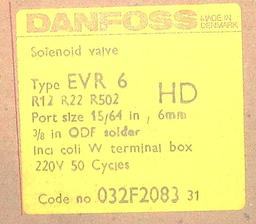 DANFOSS MADE IN DENMARK
Solenoid valve
Type EVR 6 HD
R12 R22 R502
Port size 15/64 in, 6mm
3/8 in ODF solder
Incl coil W terminal box
220V 50 Cycles
Code no 032F2083 31